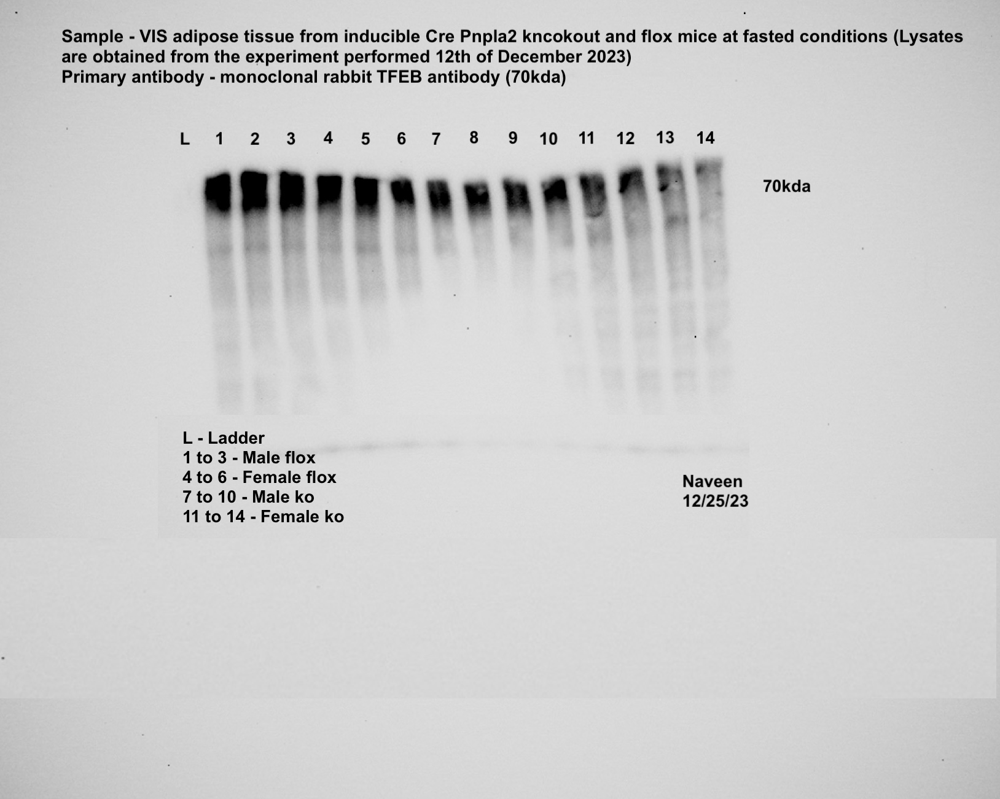 Sample - VIS adipose tissue from inducible Cre Pnpla2 kncokout and flox mice at fasted conditions (Lysates
are obtained from the experiment performed 12th of December 2023)
Primary antibody - monoclonal rabbit TFEB antibody (70kda)
L 1 2 3 4 5 6 7 8 9 10 11 12 13 14
70kda
L - Ladder
1 to 3 - Male flox
4 to 6 - Female flox
7 to 10 - Male ko
11 to 14 - Female ko
Naveen
12/25/23